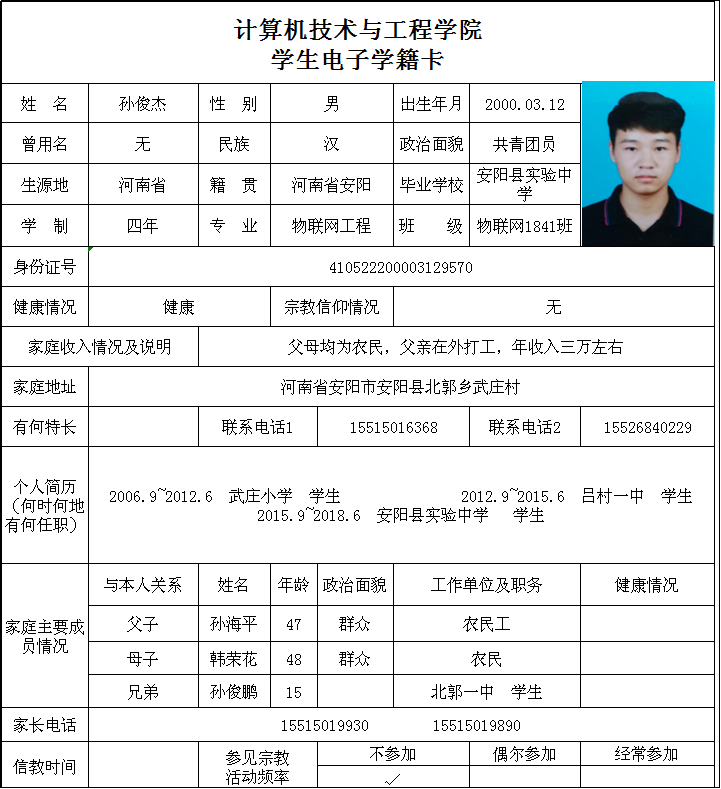 计算机技术与工程学院
学生电子学籍卡
姓 名 孙俊杰 性 别 男 出生年月 2000.03.12
曾用名 无 民族 汉 政治面貌 共青团员
生源地 河南省 籍 贯 河南省安阳 毕业学校 安阳县实验中学
学 制 四年 专 业 物联网工程 班 级 物联网1841班
身份证号 410522200003129570
健康情况 健康 宗教信仰情况 无
家庭收入情况及说明 父母均为农民，父亲在外打工，年收入三万左右
家庭地址 河南省安阳市安阳县北郭乡武庄村
有何特长 联系电话1 15515016368 联系电话2 15526840229
个人简历
（何时何地
有何任职）
2006.9~2012.6 武庄小学 学生 2012.9~2015.6 吕村一中 学生
2015.9~2018.6 安阳县实验中学 学生
家庭主要成
员情况
与本人关系 姓名 年龄 政治面貌 工作单位及职务 健康情况
父子 孙海平 47 群众 农民工
母子 韩荣花 48 群众 农民
兄弟 孙俊鹏 15 北郭一中 学生
家长电话 15515019930 15515019890
信教时间 参见宗教
活动频率
不参加 偶尔参加 经常参加
✓